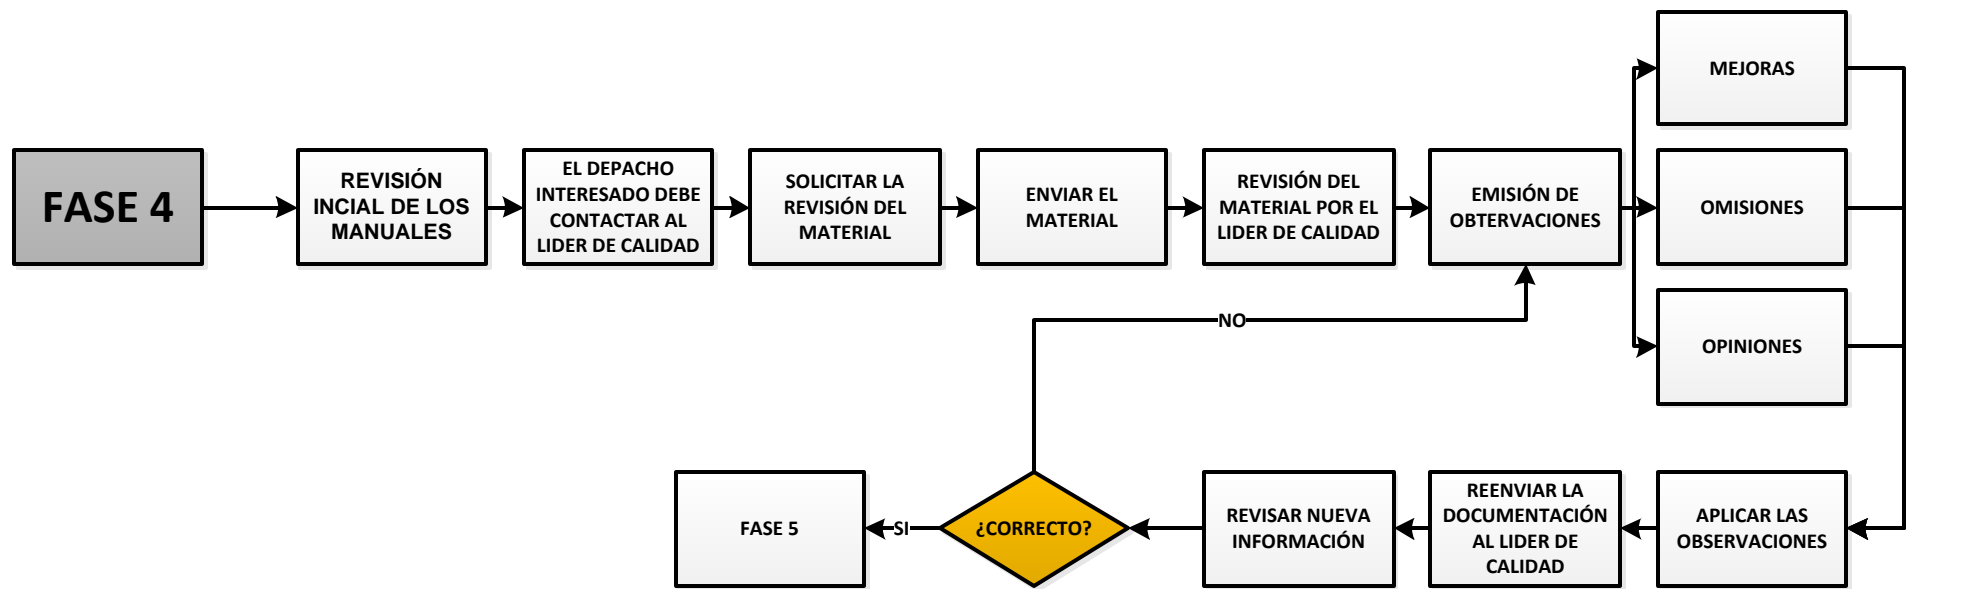 FASE 4
REVISIÓN
INCIAL DE LOS
MANUALES
EL DEPACHO
INTERESADO DEBE
CONTACTAR AL
LIDER DE CALIDAD
SOLICITAR LA
REVISIÓN DEL
MATERIAL
ENVIAR EL
MATERIAL
REVISIÓN DEL
MATERIAL POR EL
LIDER DE CALIDAD
EMISIÓN DE
OBTERVACIONES
MEJORAS
OMISIONES
OPINIONES
APLICAR LAS
OBSERVACIONES
REENVIAR LA
DOCUMENTACIÓN
AL LIDER DE
CALIDAD
REVISAR NUEVA
INFORMACIÓN
¿CORRECTO?
NO
SI
FASE 5